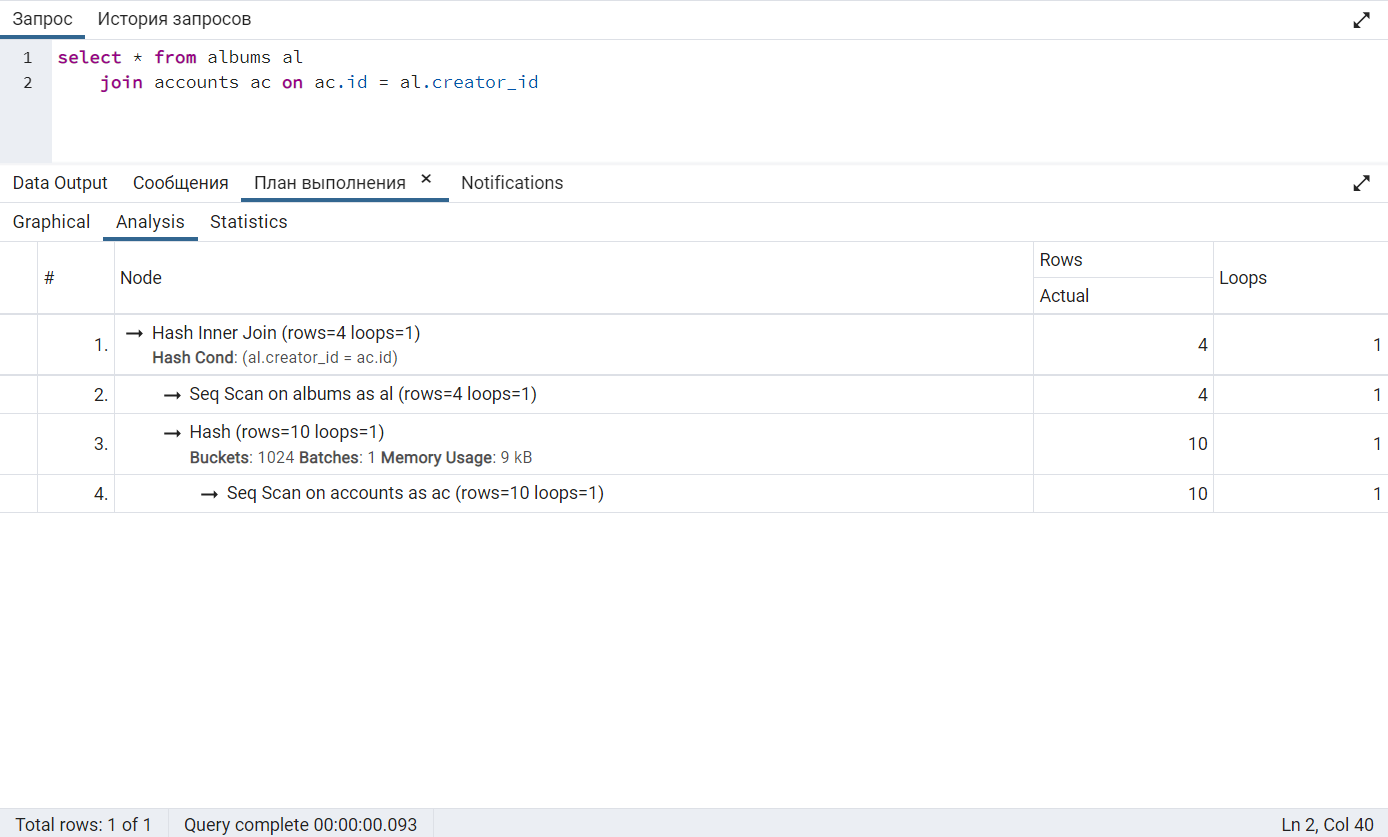 Запрос История запросов
1 select * from albums al
2 join accounts ac on ac.id = al.creator_id
Data Output Сообщения План выполнения × Notifications
Graphical Analysis Statistics
# Node Rows Loops
Actual
1. → Hash Inner Join (rows=4 loops=1) 4 1
Hash Cond: (al.creator_id = ac.id)
2. → Seq Scan on albums as al (rows=4 loops=1) 4 1
3. → Hash (rows=10 loops=1) 10 1
Buckets: 1024 Batches: 1 Memory Usage: 9 kB
4. → Seq Scan on accounts as ac (rows=10 loops=1) 10 1
Total rows: 1 of 1 Query complete 00:00:00.093 Ln 2, Col 40